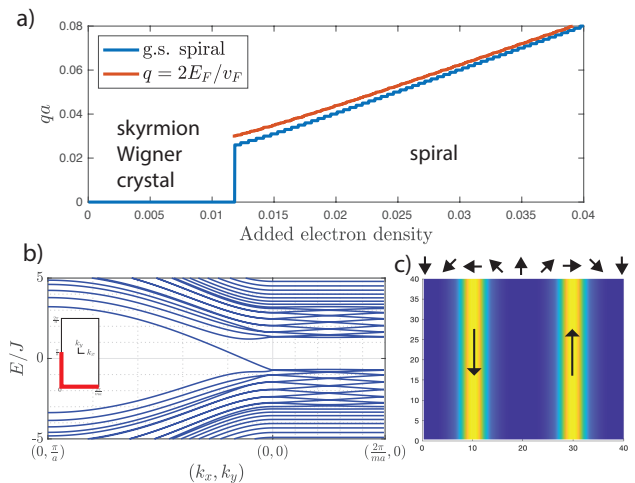 a)
0.08
0.06
0.04
0.02
0
qa
g.s. spiral
q = 2E_F/v_F
skyrmion
Wigner
crystal
spiral
0 0.005 0.01 0.015 0.02 0.025 0.03 0.035 0.04
Added electron density
b)
5
0
-5
E/J
k_y
k_x
(0, π/a) (0, 0) (2π/ma, 0)
(k_x, k_y)
c)
40
35
30
25
20
15
10
5
0
0 10 20 30 40